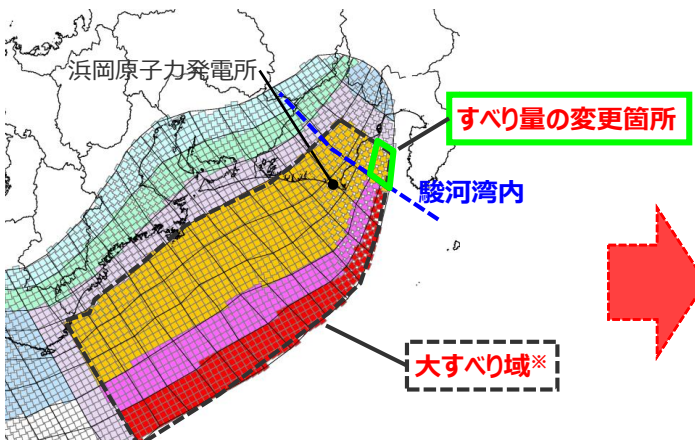 浜岡原子力発電所
すべり量の変更箇所
駿河湾内
大すべり域※